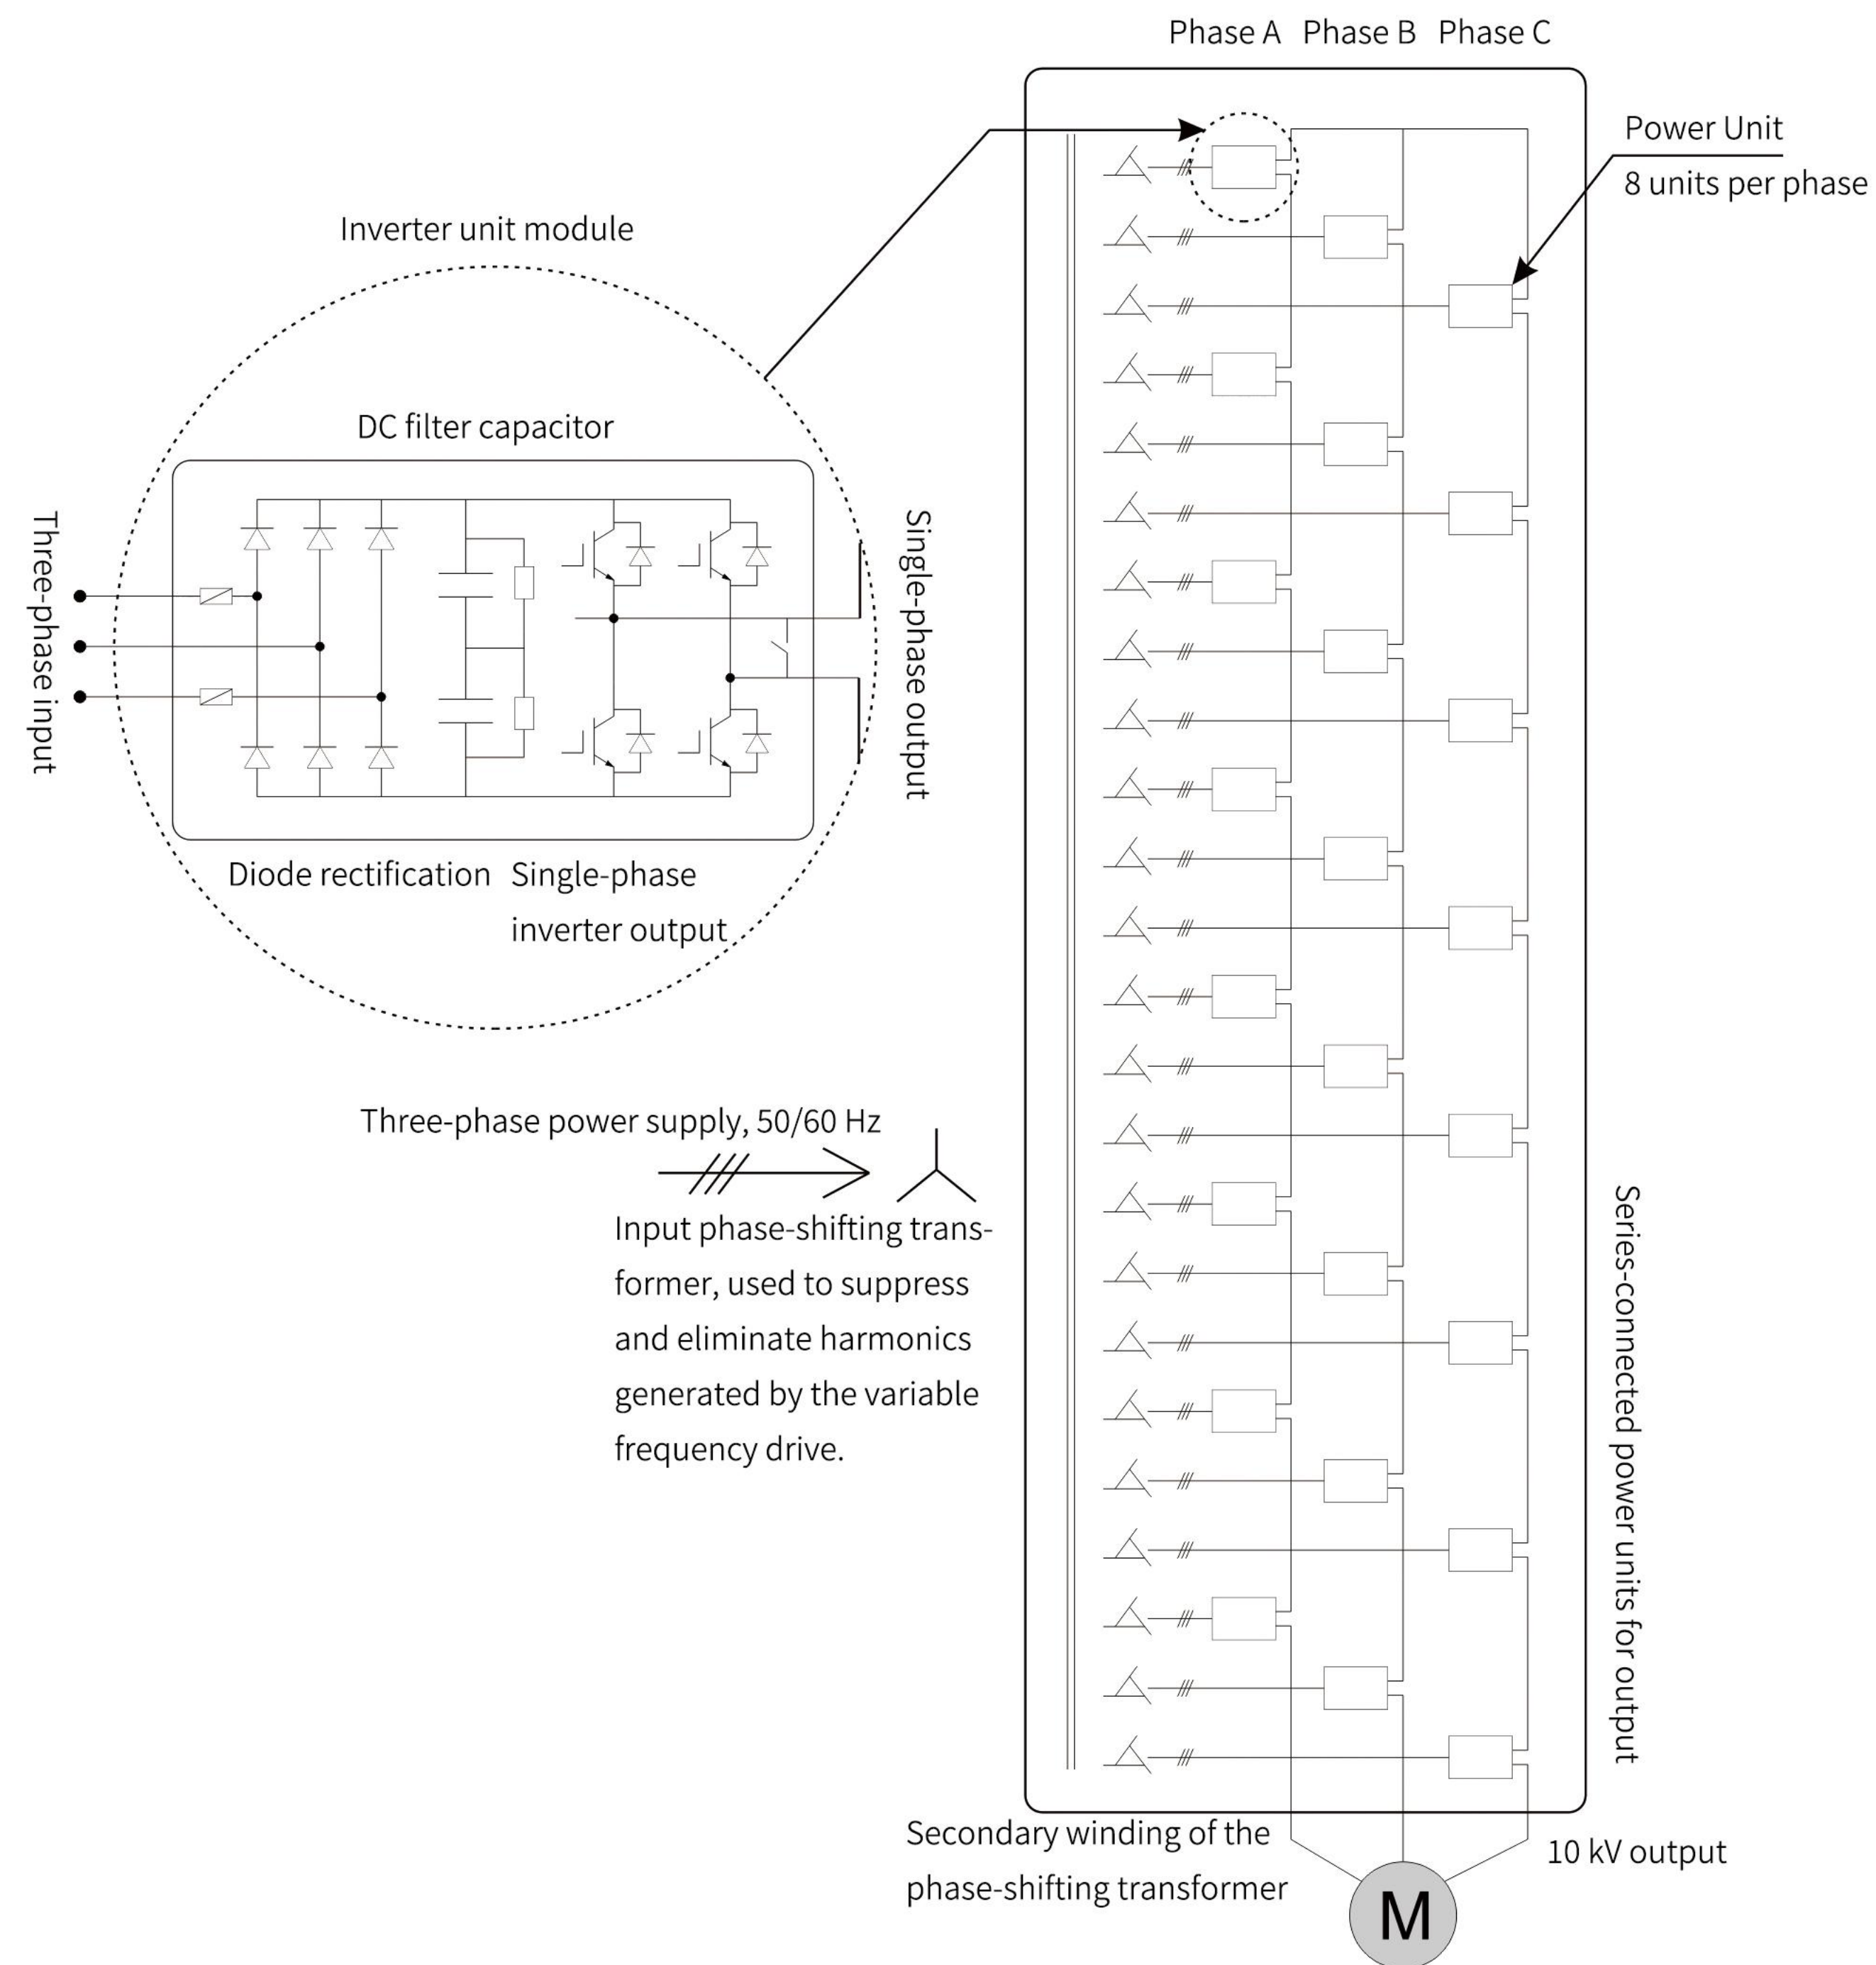 Phase A Phase B Phase C
Power Unit
8 units per phase
Inverter unit module
DC filter capacitor
Three-phase input
Single-phase output
Diode rectification
Single-phase
inverter output
Three-phase power supply, 50/60 Hz
Input phase-shifting trans-
former, used to suppress
and eliminate harmonics
generated by the variable
frequency drive.
Series-connected power units for output
Secondary winding of the
phase-shifting transformer
10 kV output
M